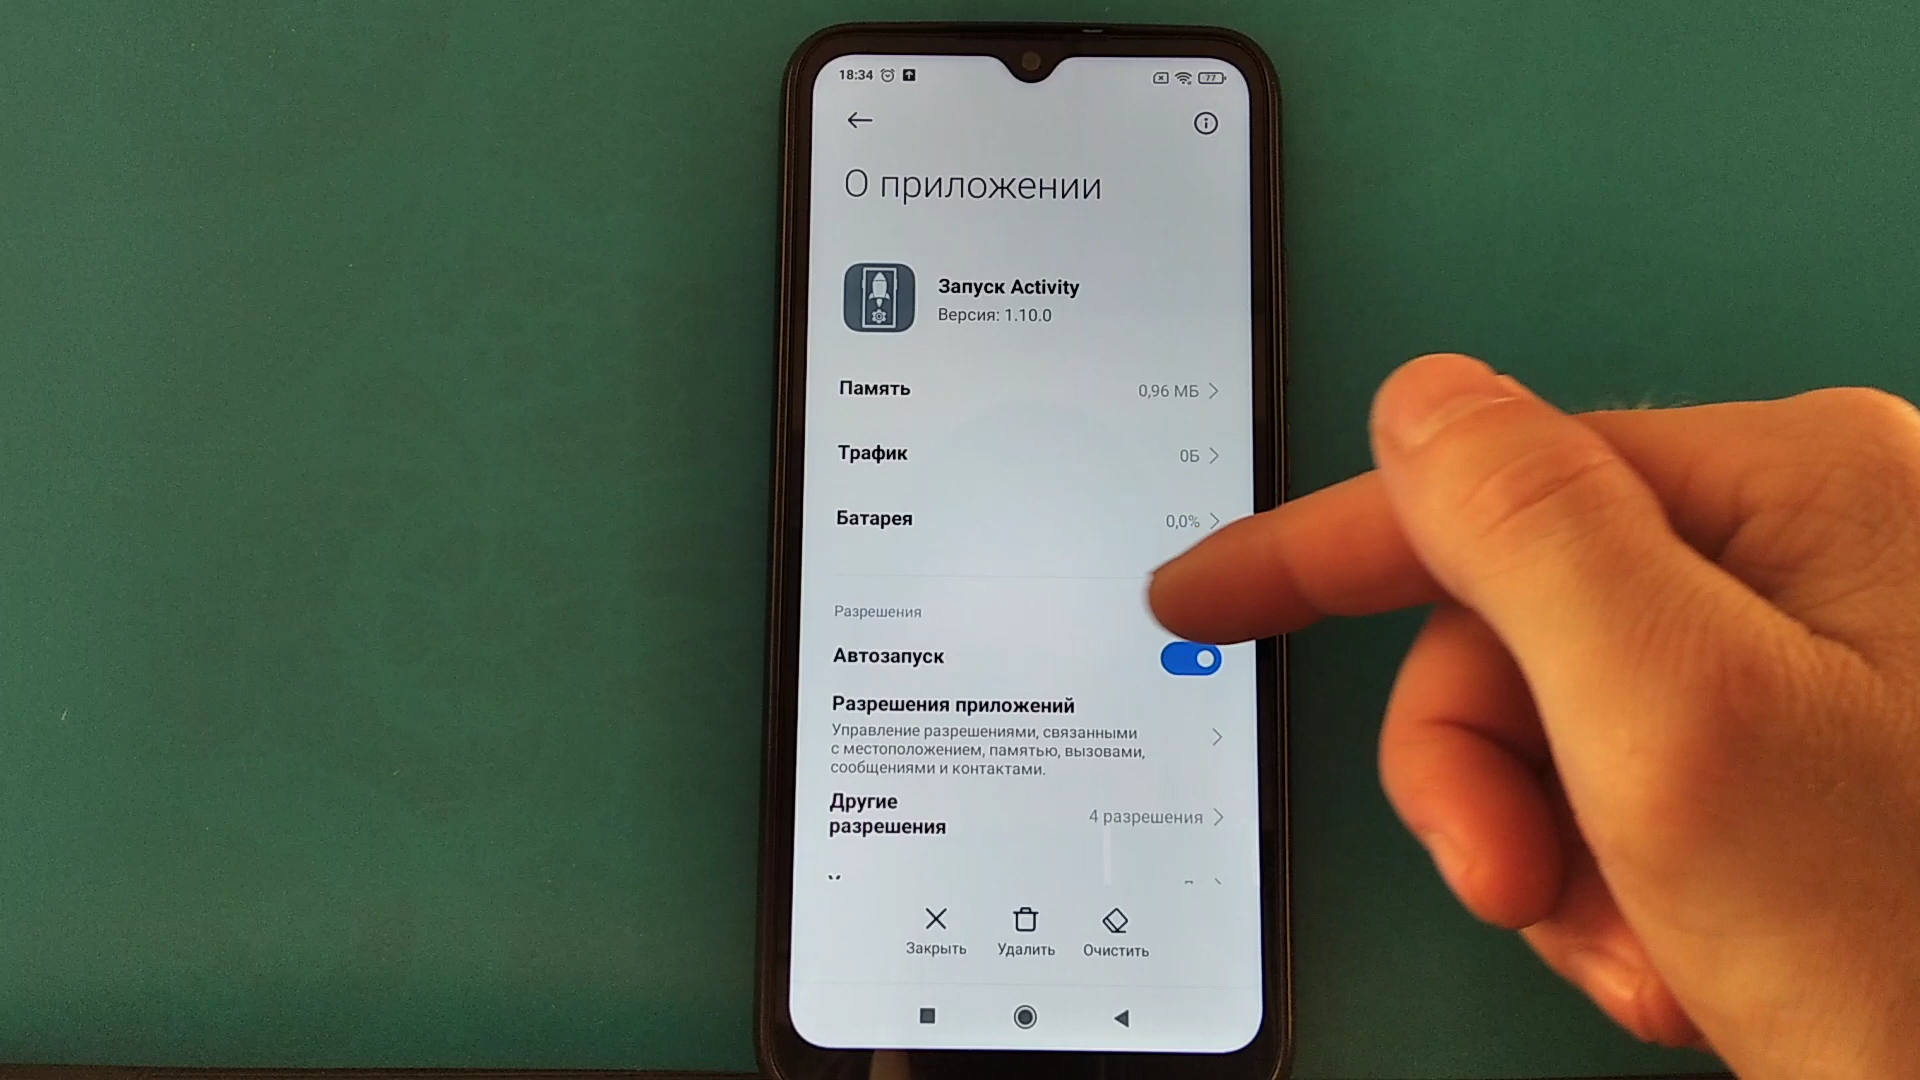 18:34
77
О приложении
Запуск Activity
Версия: 1.10.0
Память
0,96 МБ
Трафик
0Б
Батарея
0,0%
Разрешения
Автозапуск
Разрешения приложений
Управление разрешениями, связанными
с местоположением, памятью, вызовами,
сообщениями и контактами.
Другие
разрешения
4 разрешения
Закрыть
Удалить
Очистить